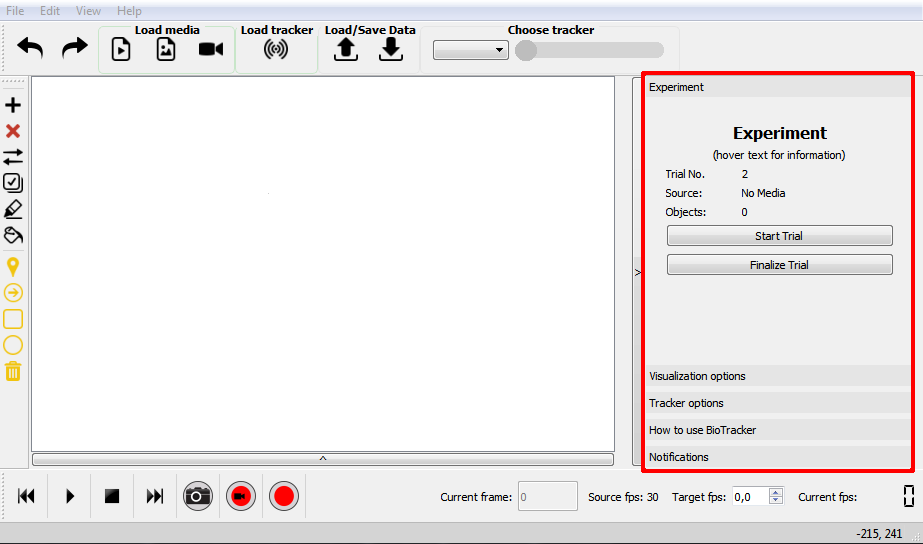 File Edit View Help
Load media Load tracker Load/Save Data Choose tracker
Experiment
Experiment
(hover text for information)
Trial No. 2
Source: No Media
Objects: 0
Start Trial
Finalize Trial
>
Visualization options
Tracker options
How to use BioTracker
Notifications
^
Current frame: 0 Source fps: 30 Target fps: 0,0 Current fps: 0
-215, 241